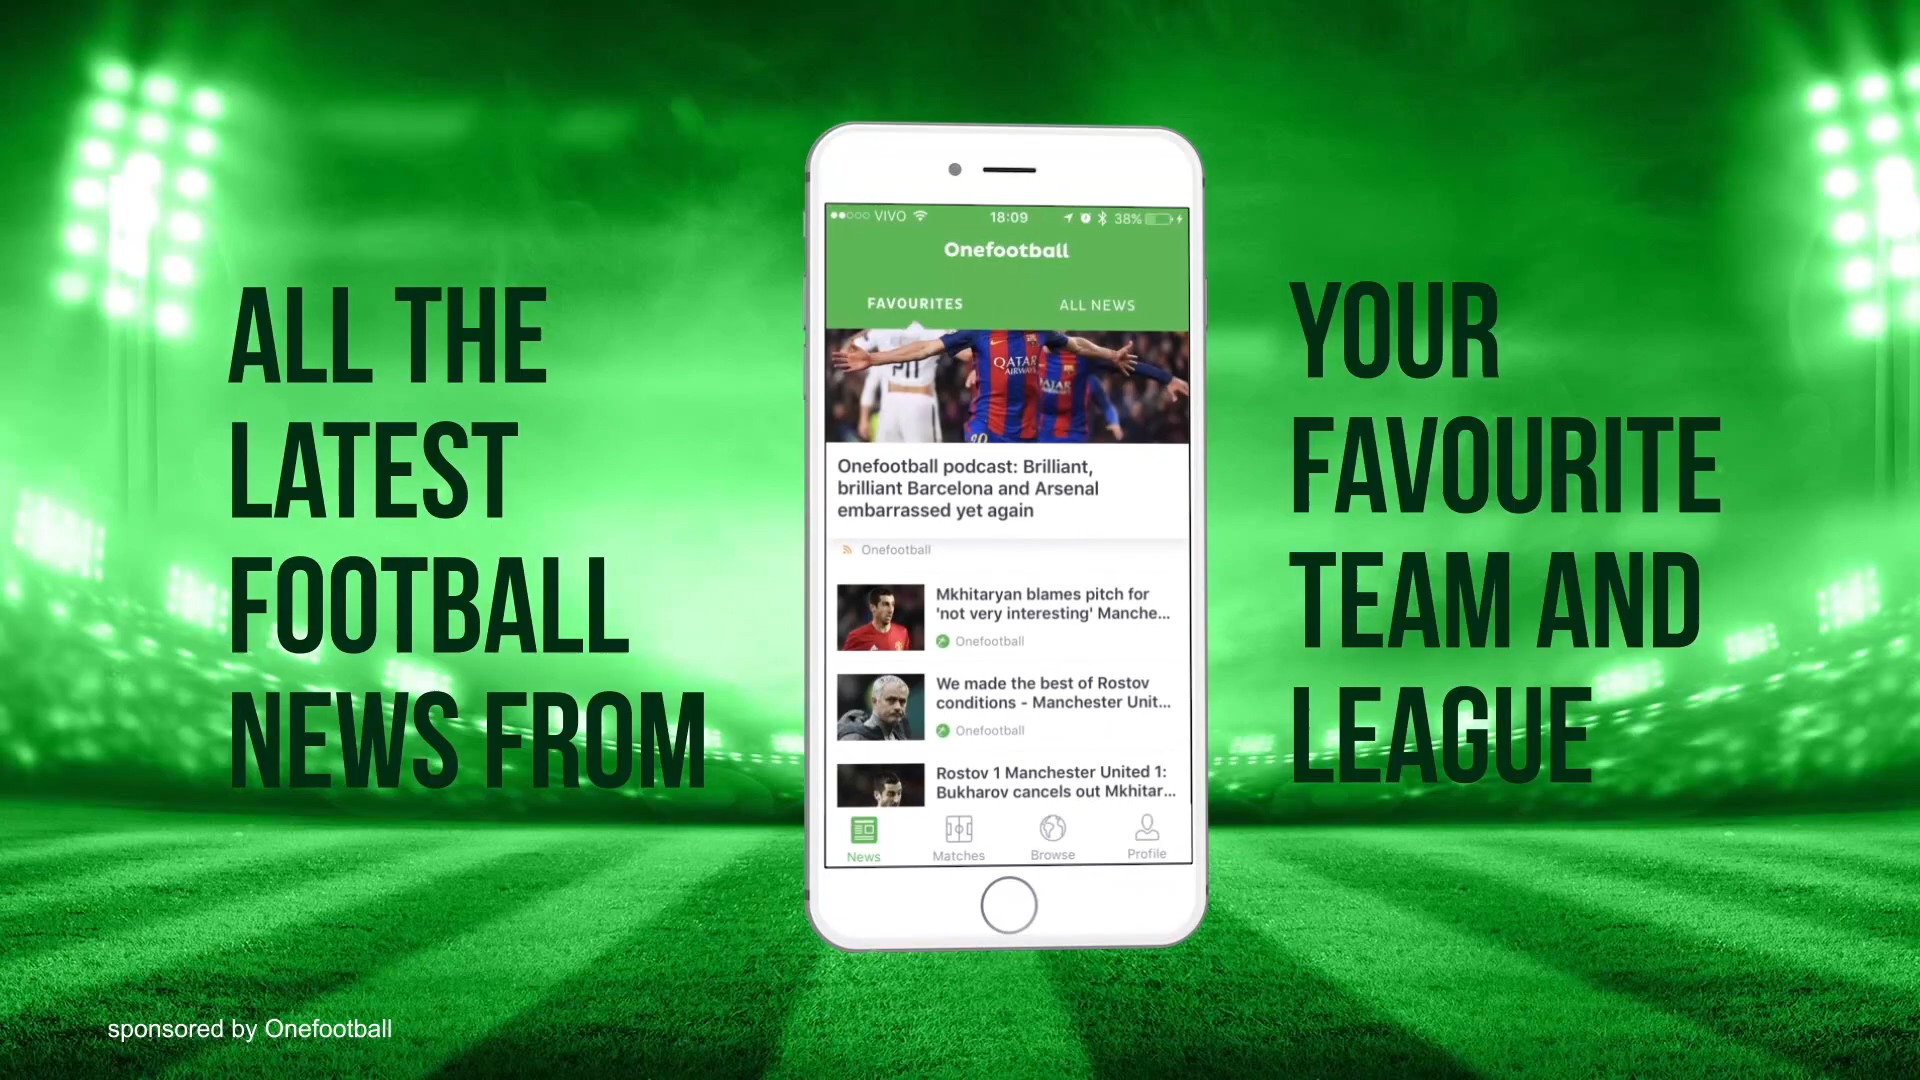 ALL THE
LATEST
FOOTBALL
NEWS FROM
VIVO 18:09 38%
Onefootball
FAVOURITES ALL NEWS
QATAR
AIRWAYS
Onefootball podcast: Brilliant,
brilliant Barcelona and Arsenal
embarrassed yet again
Onefootball
Mkhitaryan blames pitch for
'not very interesting' Manche...
Onefootball
We made the best of Rostov
conditions - Manchester Unit...
Onefootball
Rostov 1 Manchester United 1:
Bukharov cancels out Mkhitar...
News Matches Browse Profile
YOUR
FAVOURITE
TEAM AND
LEAGUE
sponsored by Onefootball